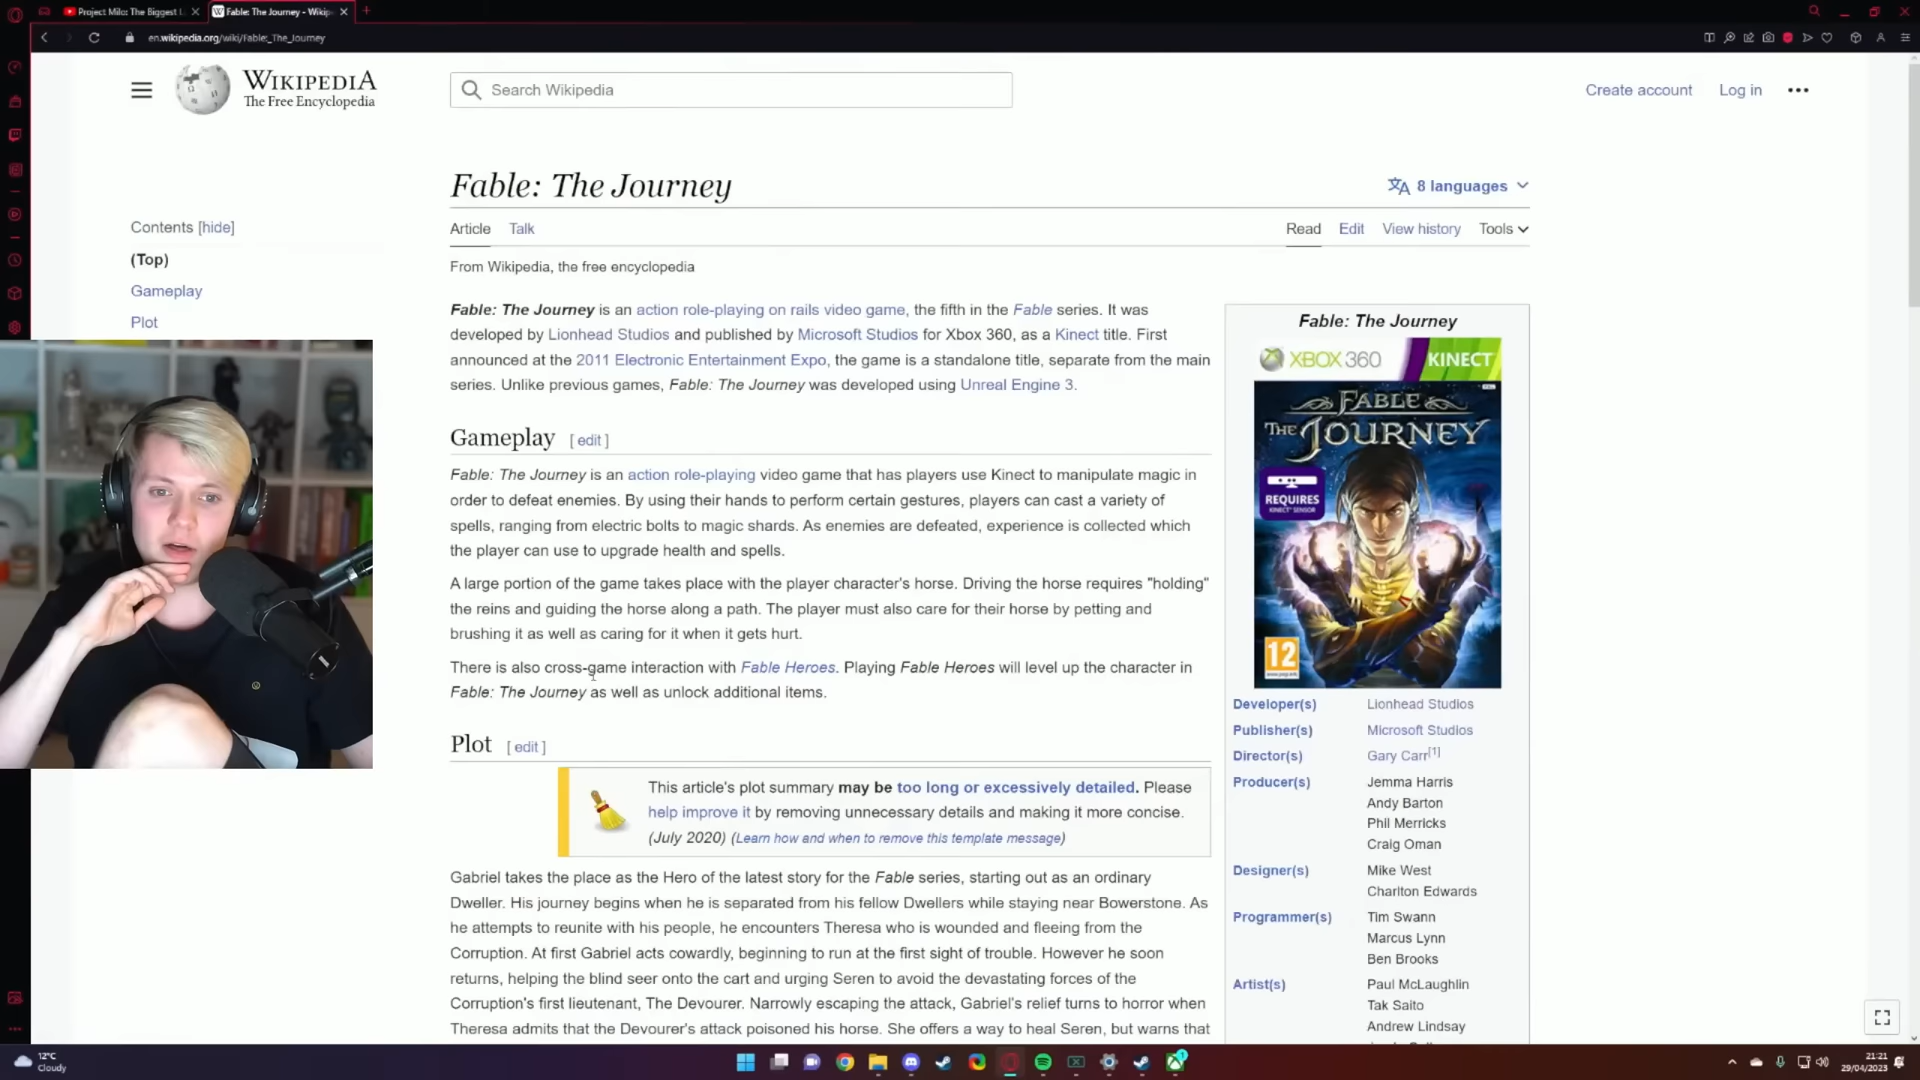 Project Milo: The Biggest L
Fable: The Journey - Wikip
en.wikipedia.org/wiki/Fable:_The_Journey
WIKIPEDIA
The Free Encyclopedia
Search Wikipedia
Create account
Log in
Fable: The Journey
8 languages
Article
Talk
Read
Edit
View history
Tools
From Wikipedia, the free encyclopedia
Contents [hide]
(Top)
Gameplay
Plot
Fable: The Journey is an action role-playing on rails video game, the fifth in the Fable series. It was
developed by Lionhead Studios and published by Microsoft Studios for Xbox 360, as a Kinect title. First
announced at the 2011 Electronic Entertainment Expo, the game is a standalone title, separate from the main
series. Unlike previous games, Fable: The Journey was developed using Unreal Engine 3.
Gameplay [ edit ]
Fable: The Journey is an action role-playing video game that has players use Kinect to manipulate magic in
order to defeat enemies. By using their hands to perform certain gestures, players can cast a variety of
spells, ranging from electric bolts to magic shards. As enemies are defeated, experience is collected which
the player can use to upgrade health and spells.
A large portion of the game takes place with the player character's horse. Driving the horse requires "holding"
the reins and guiding the horse along a path. The player must also care for their horse by petting and
brushing it as well as caring for it when it gets hurt.
There is also cross-game interaction with Fable Heroes. Playing Fable Heroes will level up the character in
Fable: The Journey as well as unlock additional items.
Plot [ edit ]
This article's plot summary may be too long or excessively detailed. Please
help improve it by removing unnecessary details and making it more concise.
(July 2020) (Learn how and when to remove this template message)
Gabriel takes the place as the Hero of the latest story for the Fable series, starting out as an ordinary
Dweller. His journey begins when he is separated from his fellow Dwellers while staying near Bowerstone. As
he attempts to reunite with his people, he encounters Theresa who is wounded and fleeing from the
Corruption. At first Gabriel acts cowardly, beginning to run at the first sight of trouble. However he soon
returns, helping the blind seer onto the cart and urging Seren to avoid the devastating forces of the
Corruption's first lieutenant, The Devourer. Narrowly escaping the attack, Gabriel's relief turns to horror when
Theresa admits that the Devourer's attack poisoned his horse. She offers a way to heal Seren, but warns that
Fable: The Journey
XBOX 360
KINECT
FABLE
THE JOURNEY
REQUIRES
KINECT SENSOR
12
Developer(s) Lionhead Studios
Publisher(s) Microsoft Studios
Director(s) Gary Carr[1]
Producer(s) Jemma Harris
Andy Barton
Phil Merricks
Craig Oman
Designer(s) Mike West
Charlton Edwards
Programmer(s) Tim Swann
Marcus Lynn
Ben Brooks
Artist(s) Paul McLaughlin
Tak Saito
Andrew Lindsay
12°C
Cloudy
21:21
29/04/2023